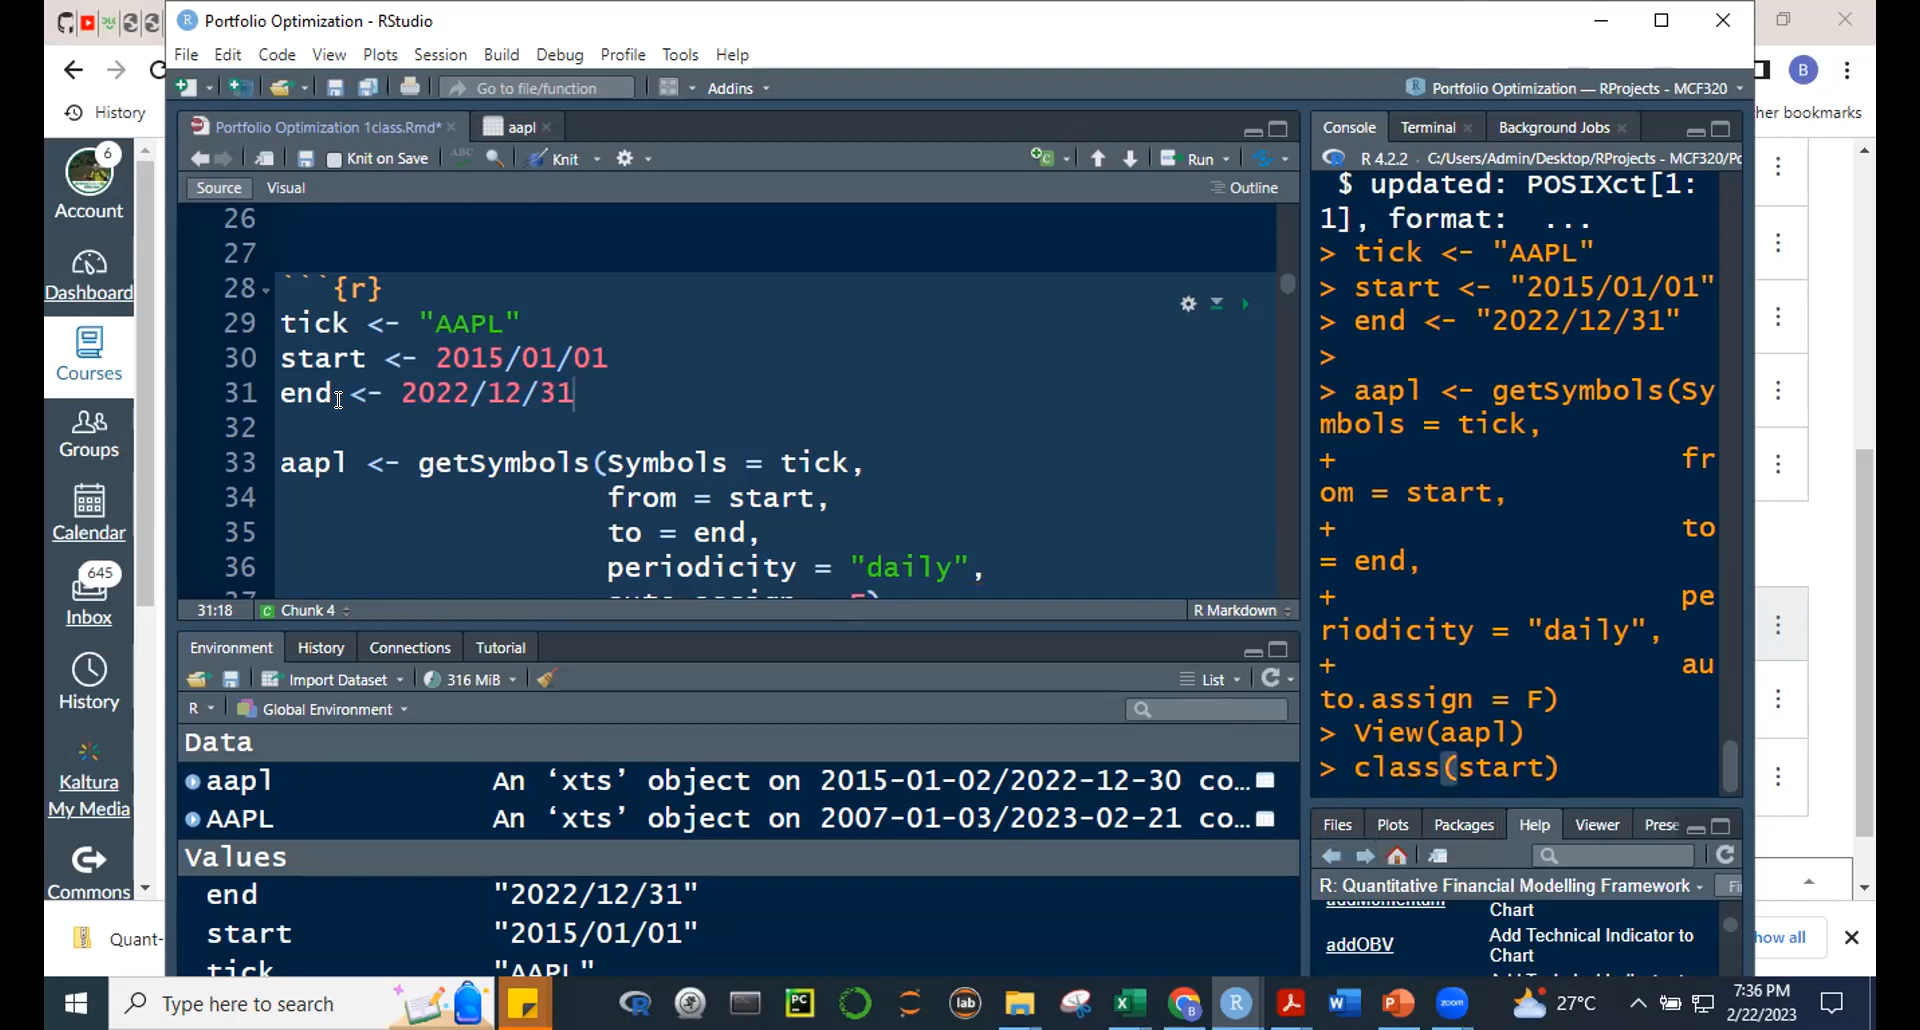 Portfolio Optimization - RStudio
File Edit Code View Plots Session Build Debug Profile Tools Help
B
Go to file/function
Addins
Portfolio Optimization — RProjects - MCF320
History
her bookmarks
Portfolio Optimization 1class.Rmd*
aapl
Knit on Save
ABC
Knit
Run
Source
Visual
Outline
26
27
28 ```{r}
29 tick <- "AAPL"
30 start <- 2015/01/01
31 end <- 2022/12/31
32
33 aapl <- getSymbols(Symbols = tick,
34 from = start,
35 to = end,
36 periodicity = "daily",
31:18
Chunk 4
R Markdown
Environment History Connections Tutorial
Import Dataset
316 MiB
List
R
Global Environment
Data
aapl An ‘xts’ object on 2015-01-02/2022-12-30 co…
AAPL An ‘xts’ object on 2007-01-03/2023-02-21 co…
Values
end "2022/12/31"
start "2015/01/01"
tick "AAPL"
Console Terminal Background Jobs
R 4.2.2 C:/Users/Admin/Desktop/RProjects - MCF320/Po
$ updated: POSIXct[1:
1], format: ...
> tick <- "AAPL"
> start <- "2015/01/01"
> end <- "2022/12/31"
>
> aapl <- getSymbols(Sy
mbols = tick,
+ fr
om = start,
+ to
= end,
+ pe
riodicity = "daily",
+ au
to.assign = F)
> View(aapl)
> class(start)
Files Plots Packages Help Viewer Prese
R: Quantitative Financial Modelling Framework
Fi
addMomentum
Chart
addOBV
Add Technical Indicator to
Chart
6
Account
Dashboard
Courses
Groups
Calendar
645
Inbox
History
Kaltura
My Media
Commons
Quant-
how all
Type here to search
PC
lab
zoom
27°C
7:36 PM
2/22/2023